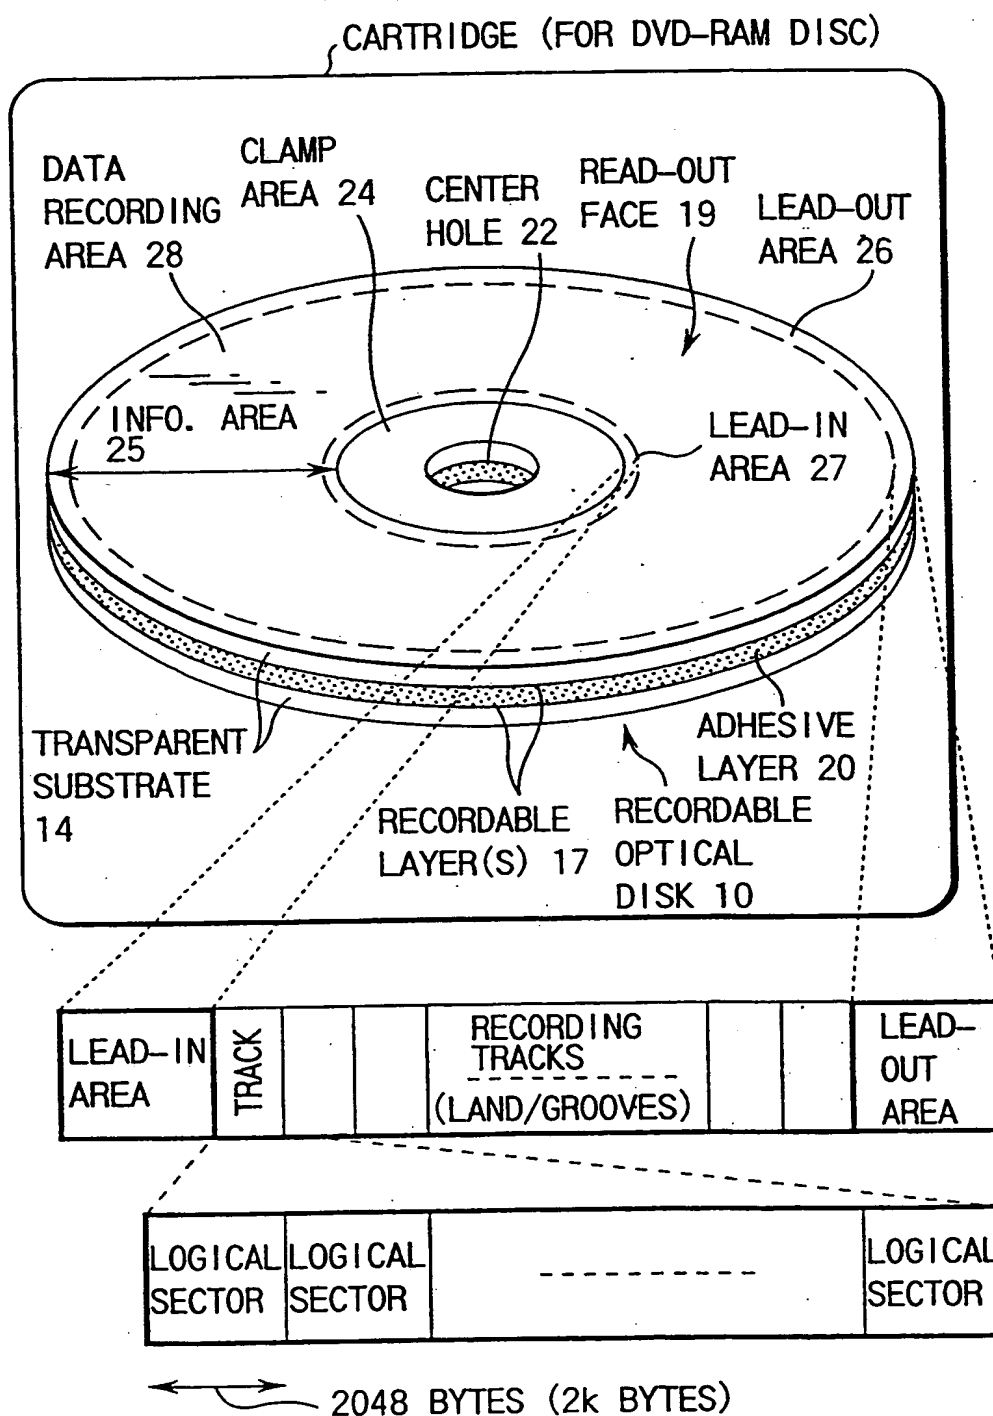 CARTRIDGE (FOR DVD-RAM DISC)
DATA
RECORDING
AREA 28
CLAMP
AREA 24
CENTER
HOLE 22
READ-OUT
FACE 19
LEAD-OUT
AREA 26
INFO. AREA
25
LEAD-IN
AREA 27
TRANSPARENT
SUBSTRATE
14
RECORDABLE
LAYER(S) 17
ADHESIVE
LAYER 20
RECORDABLE
OPTICAL
DISK 10
LEAD-IN
AREA
TRACK
RECORDING
TRACKS
(LAND/GROOVES)
LEAD-
OUT
AREA
LOGICAL
SECTOR
LOGICAL
SECTOR
LOGICAL
SECTOR
2048 BYTES (2k BYTES)